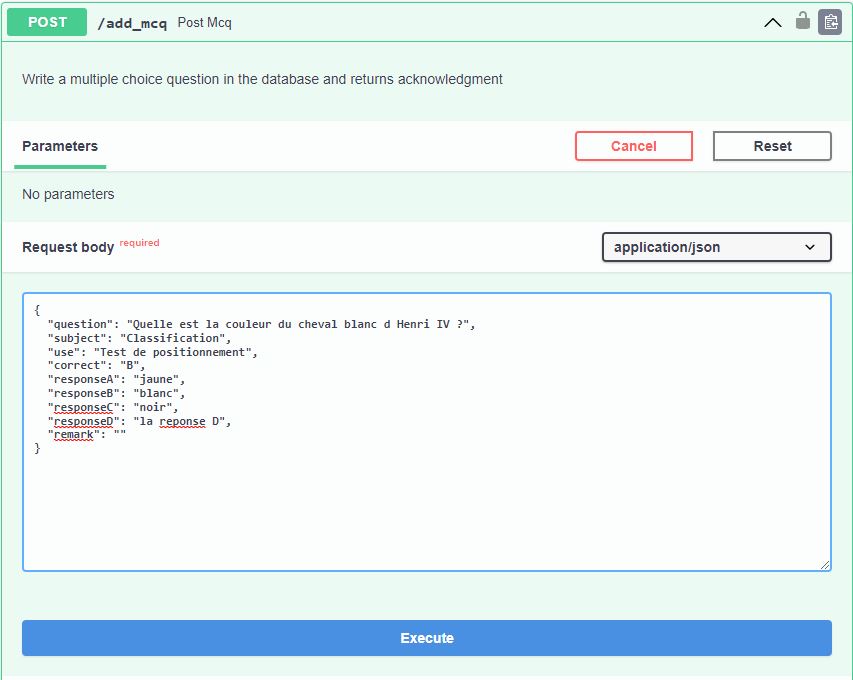 POST /add_mcq Post Mcq
Write a multiple choice question in the database and returns acknowledgment
Parameters Cancel Reset
No parameters
Request body required application/json
{
  "question": "Quelle est la couleur du cheval blanc d Henri IV ?",
  "subject": "Classification",
  "use": "Test de positionnement",
  "correct": "B",
  "responseA": "jaune",
  "responseB": "blanc",
  "responseC": "noir",
  "responseD": "la reponse D",
  "remark": ""
}
Execute